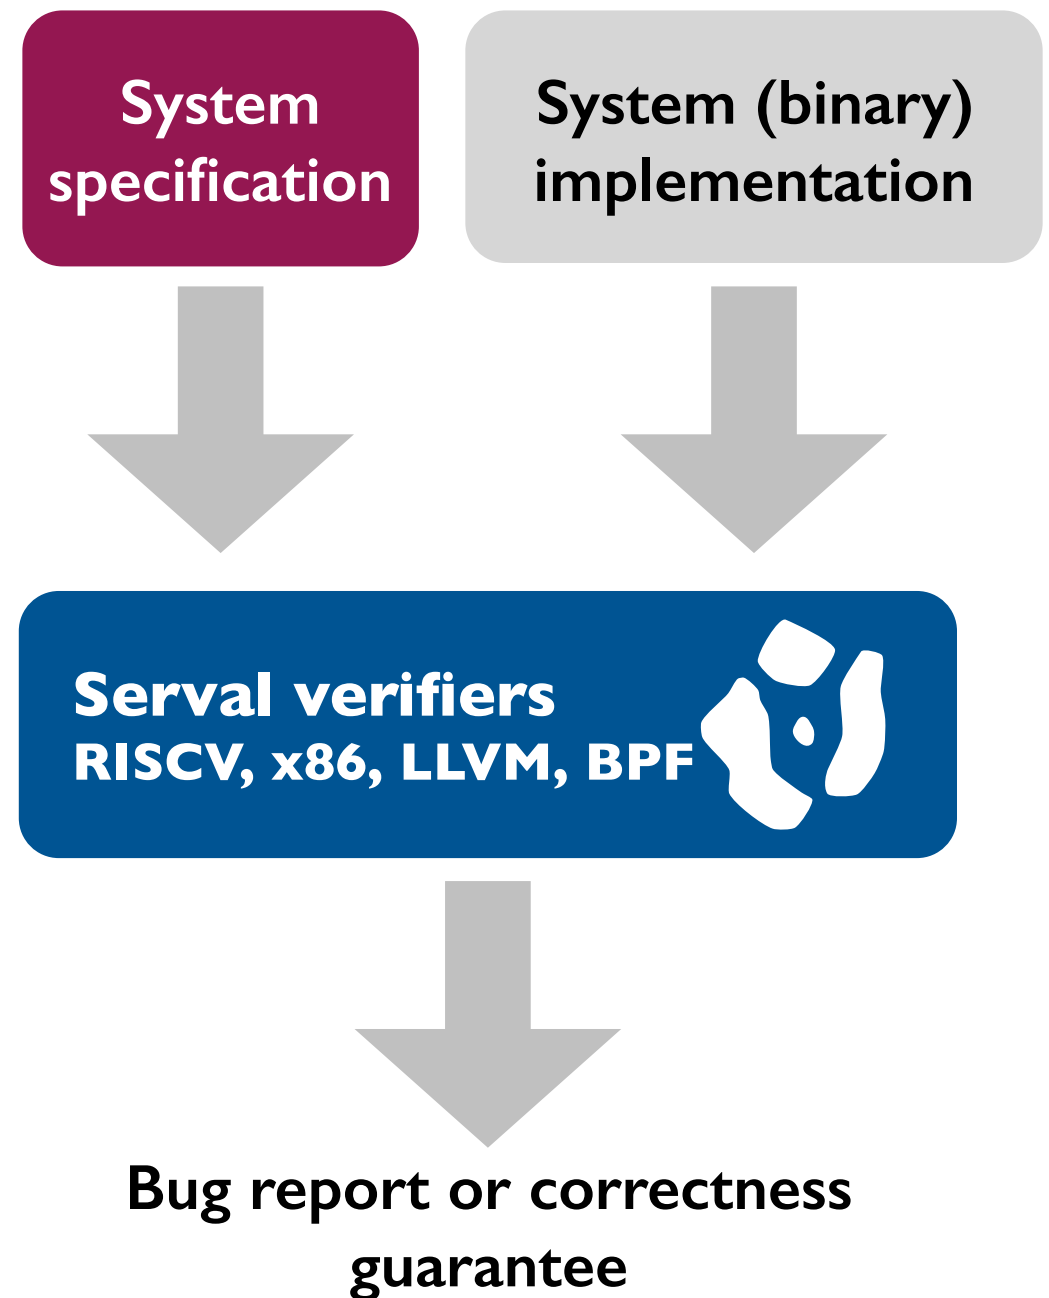 System
specification
System (binary)
implementation
Serval verifiers
RISCV, x86, LLVM, BPF
Bug report or correctness
guarantee